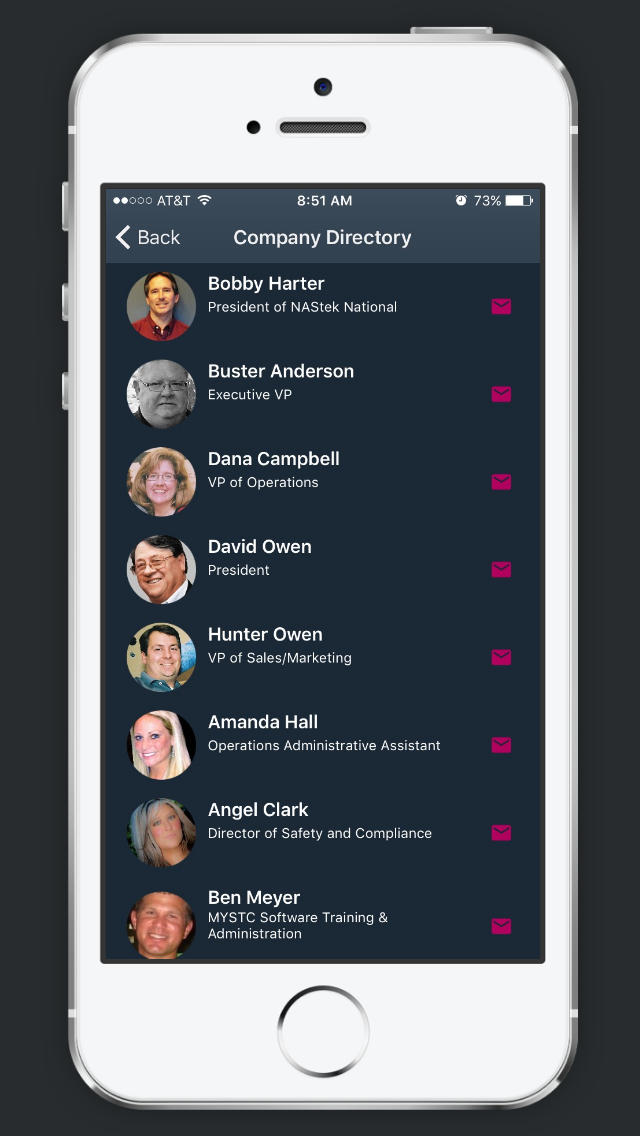 AT&T 8:51 AM 73%
Back Company Directory
Bobby Harter
President of NAStek National
Buster Anderson
Executive VP
Dana Campbell
VP of Operations
David Owen
President
Hunter Owen
VP of Sales/Marketing
Amanda Hall
Operations Administrative Assistant
Angel Clark
Director of Safety and Compliance
Ben Meyer
MYSTC Software Training &
Administration